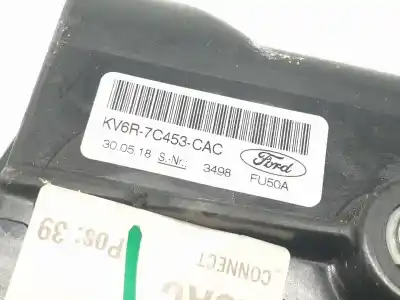 KV6R-7C453-CAC
30.05.18 S.-Nr.: 3498 Ford
FU50A
Pos: 39
CONNECT